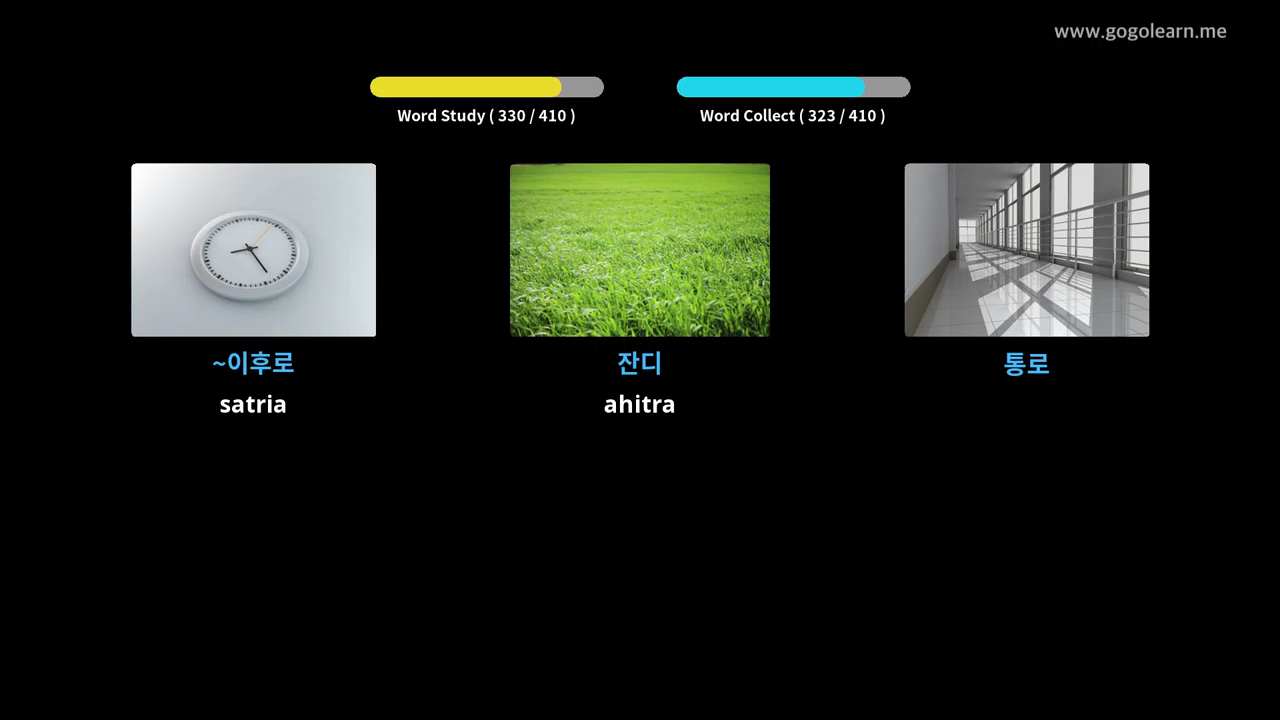 www.gogolearn.me
Word Study ( 330 / 410 )
Word Collect ( 323 / 410 )
~이후로
잔디
통로
satria
ahitra